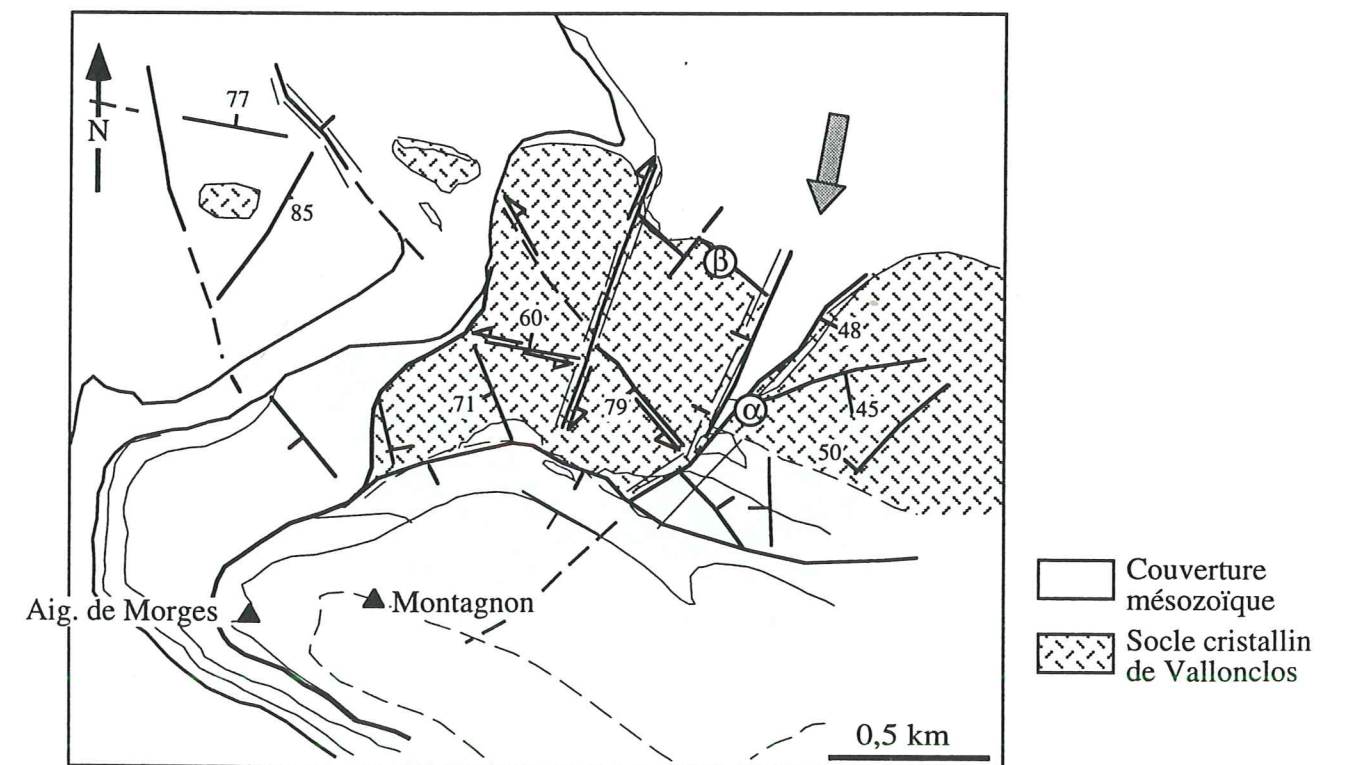 77
N
85
β
60
48
71
79
α
45
50
Aig. de Morges
Montagnon
Couverture
mésozoïque
Socle cristallin
de Vallonclos
0,5 km